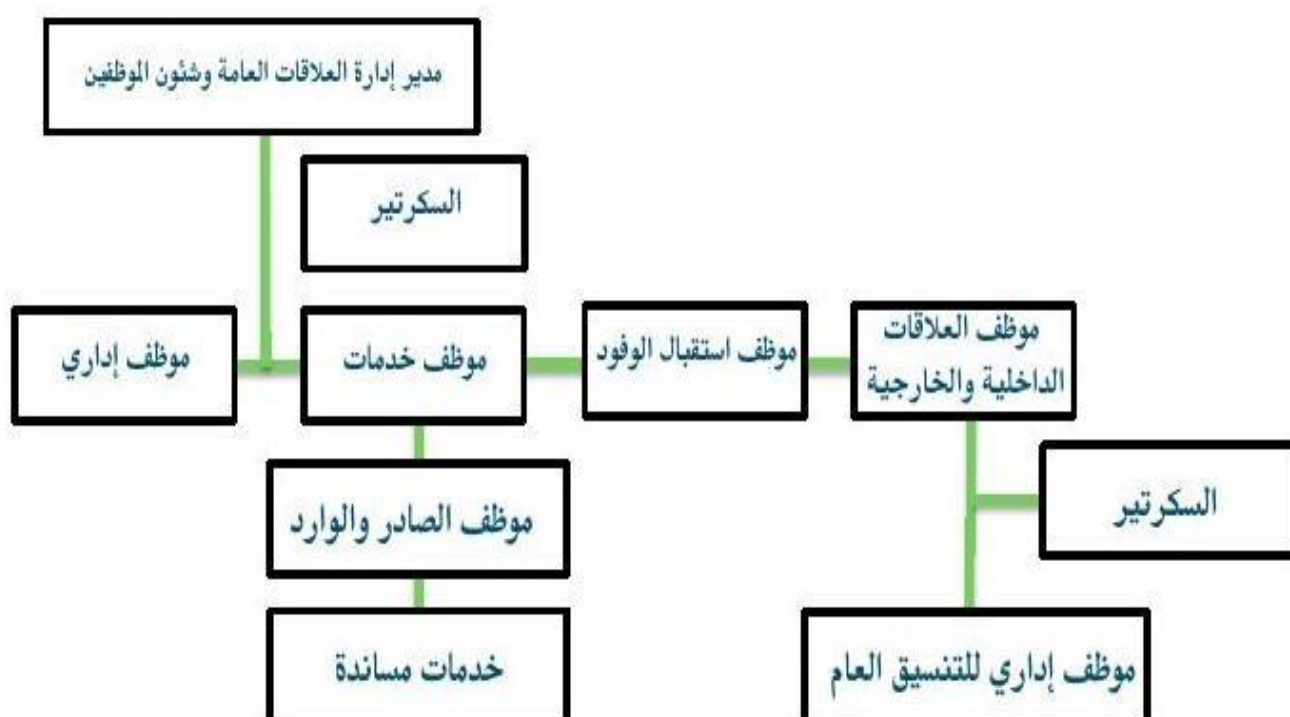 مدير إدارة العلاقات العامة وشئون الموظفين
السكرتير
موظف العلاقات
الداخلية والخارجية
موظف استقبال الوفود
موظف خدمات
موظف إداري
السكرتير
موظف الصادر والوارد
موظف إداري للتنسيق العام
خدمات مساندة